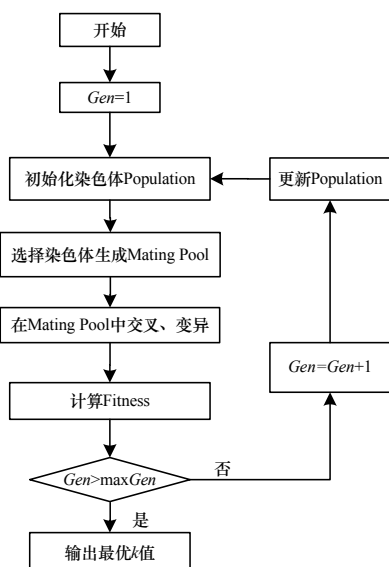 开始
Gen=1
初始化染色体Population
更新Population
选择染色体生成Mating Pool
在Mating Pool中交叉、变异
Gen=Gen+1
计算Fitness
Gen>maxGen
否
是
输出最优k值